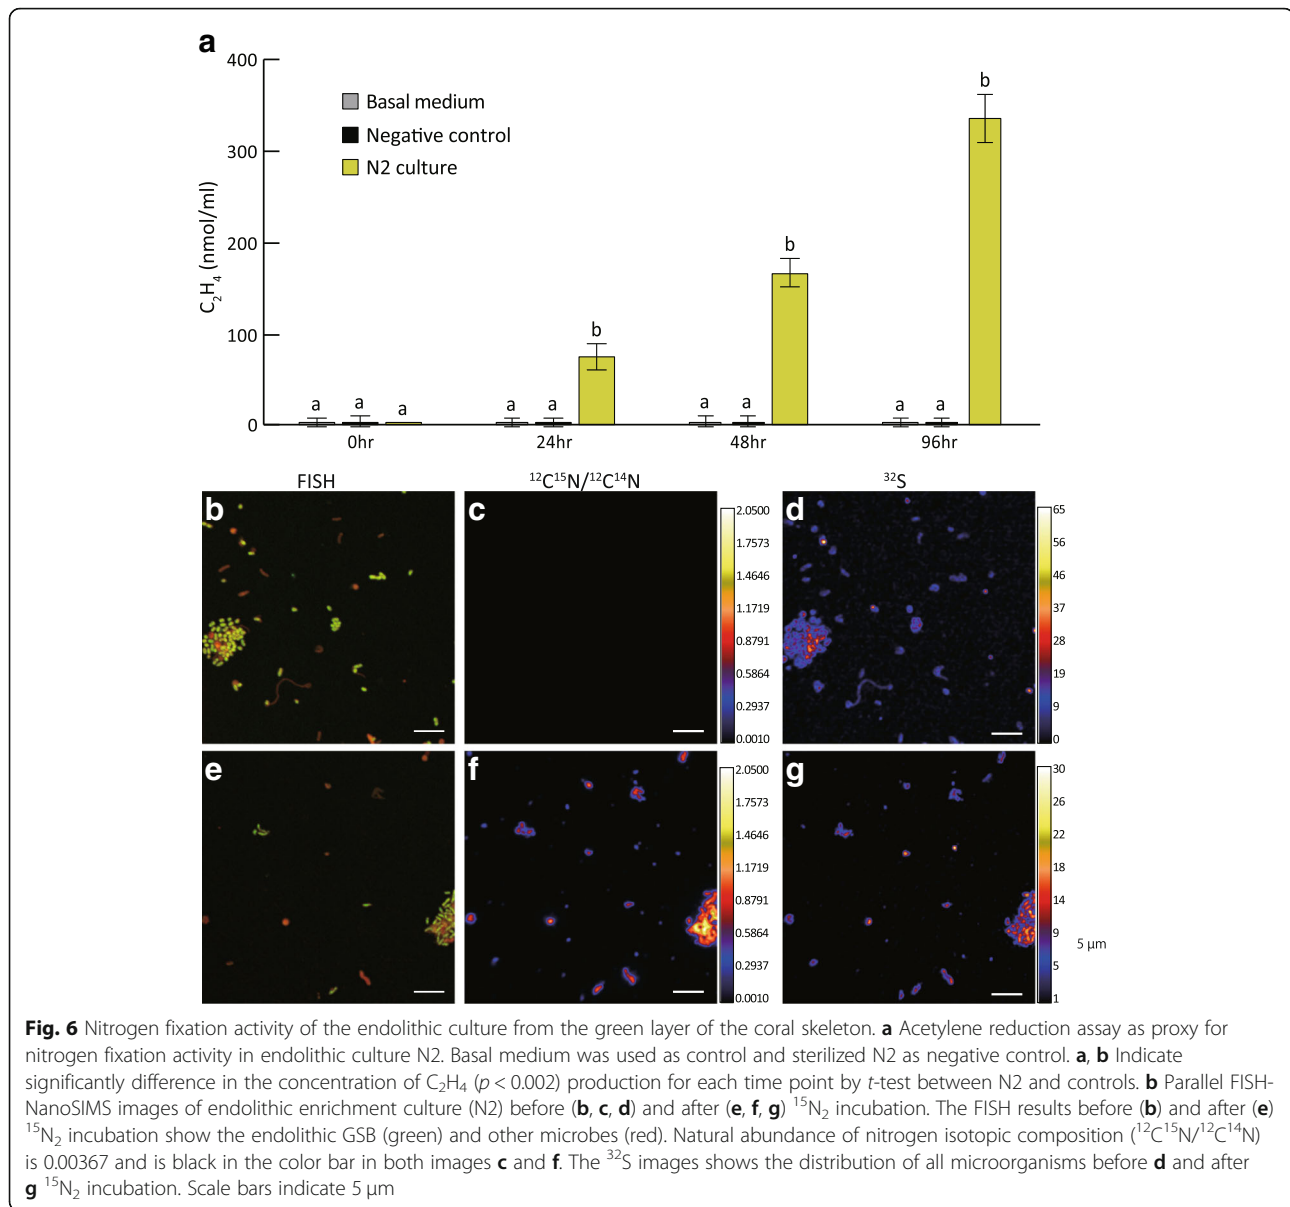 a
400
300
200
100
0
C₂H₄ (nmol/ml)
Basal medium
Negative control
N2 culture
a a a
a a b
a a b
a a b
0hr 24hr 48hr 96hr
FISH ¹²C¹⁵N/¹²C¹⁴N ³²S
b
c
2.0500
1.7573
1.4646
1.1719
0.8791
0.5864
0.2937
0.0010
d
65
56
46
37
28
19
9
0
e
f
2.0500
1.7573
1.4646
1.1719
0.8791
0.5864
0.2937
0.0010
g
30
26
22
18
14
9
5
1
5 µm
Fig. 6 Nitrogen fixation activity of the endolithic culture from the green layer of the coral skeleton. a Acetylene reduction assay as proxy for
nitrogen fixation activity in endolithic culture N2. Basal medium was used as control and sterilized N2 as negative control. a, b Indicate
significantly difference in the concentration of C₂H₄ (p < 0.002) production for each time point by t-test between N2 and controls. b Parallel FISH-
NanoSIMS images of endolithic enrichment culture (N2) before (b, c, d) and after (e, f, g) ¹⁵N₂ incubation. The FISH results before (b) and after (e)
¹⁵N₂ incubation show the endolithic GSB (green) and other microbes (red). Natural abundance of nitrogen isotopic composition (¹²C¹⁵N/¹²C¹⁴N)
is 0.00367 and is black in the color bar in both images c and f. The ³²S images shows the distribution of all microorganisms before d and after
g ¹⁵N₂ incubation. Scale bars indicate 5 µm